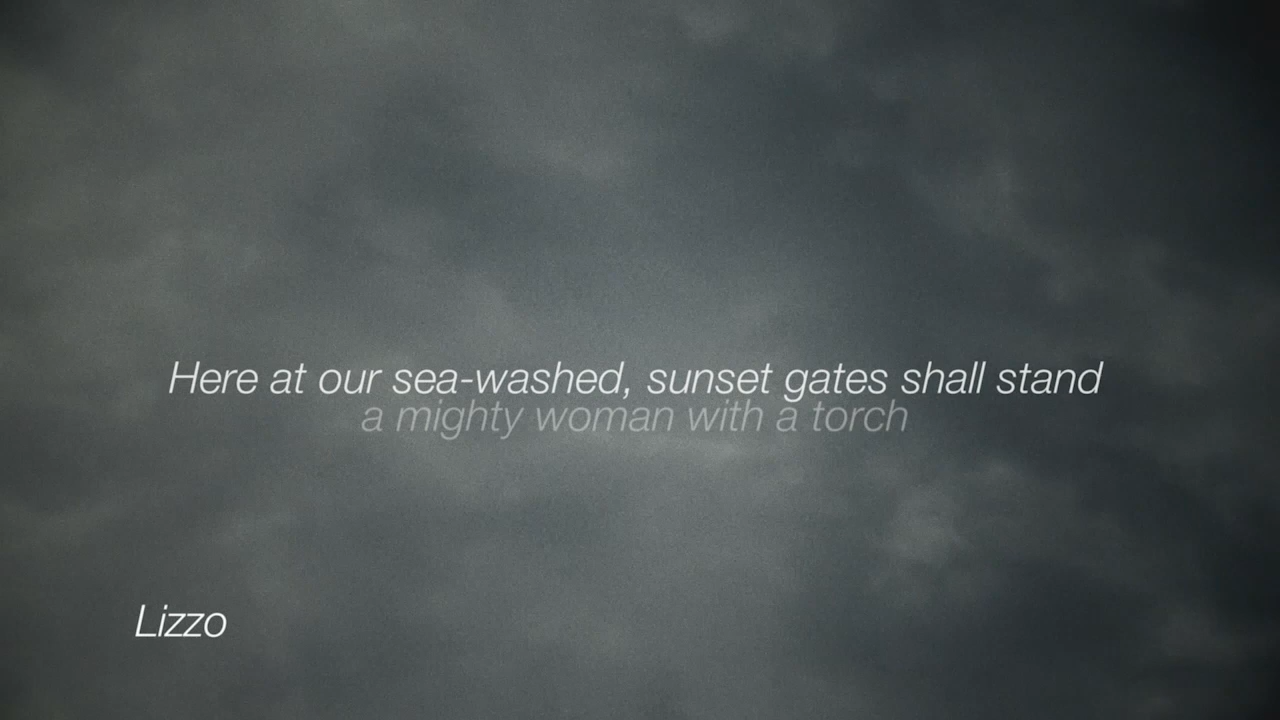 Here at our sea-washed, sunset gates shall stand
a mighty woman with a torch
Lizzo